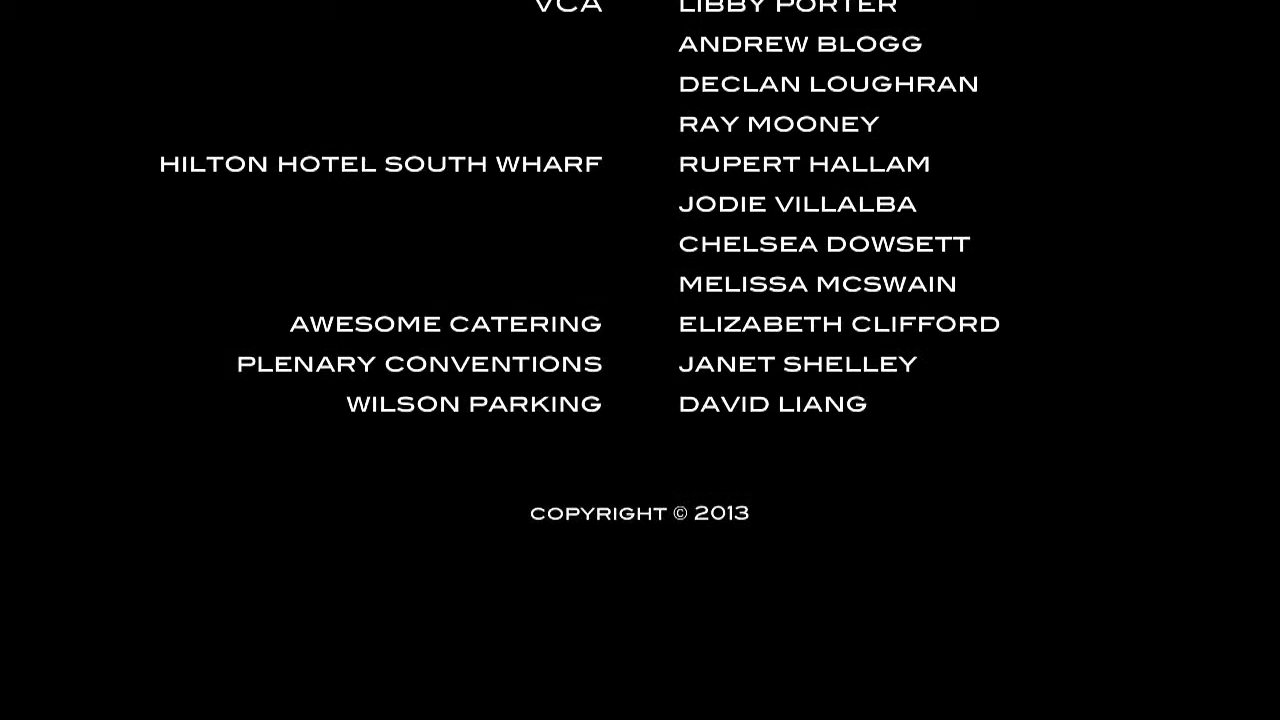 VCA LIBBY PORTER
ANDREW BLOGG
DECLAN LOUGHRAN
RAY MOONEY
HILTON HOTEL SOUTH WHARF RUPERT HALLAM
JODIE VILLALBA
CHELSEA DOWSETT
MELISSA MCSWAIN
AWESOME CATERING ELIZABETH CLIFFORD
PLENARY CONVENTIONS JANET SHELLEY
WILSON PARKING DAVID LIANG
COPYRIGHT © 2013